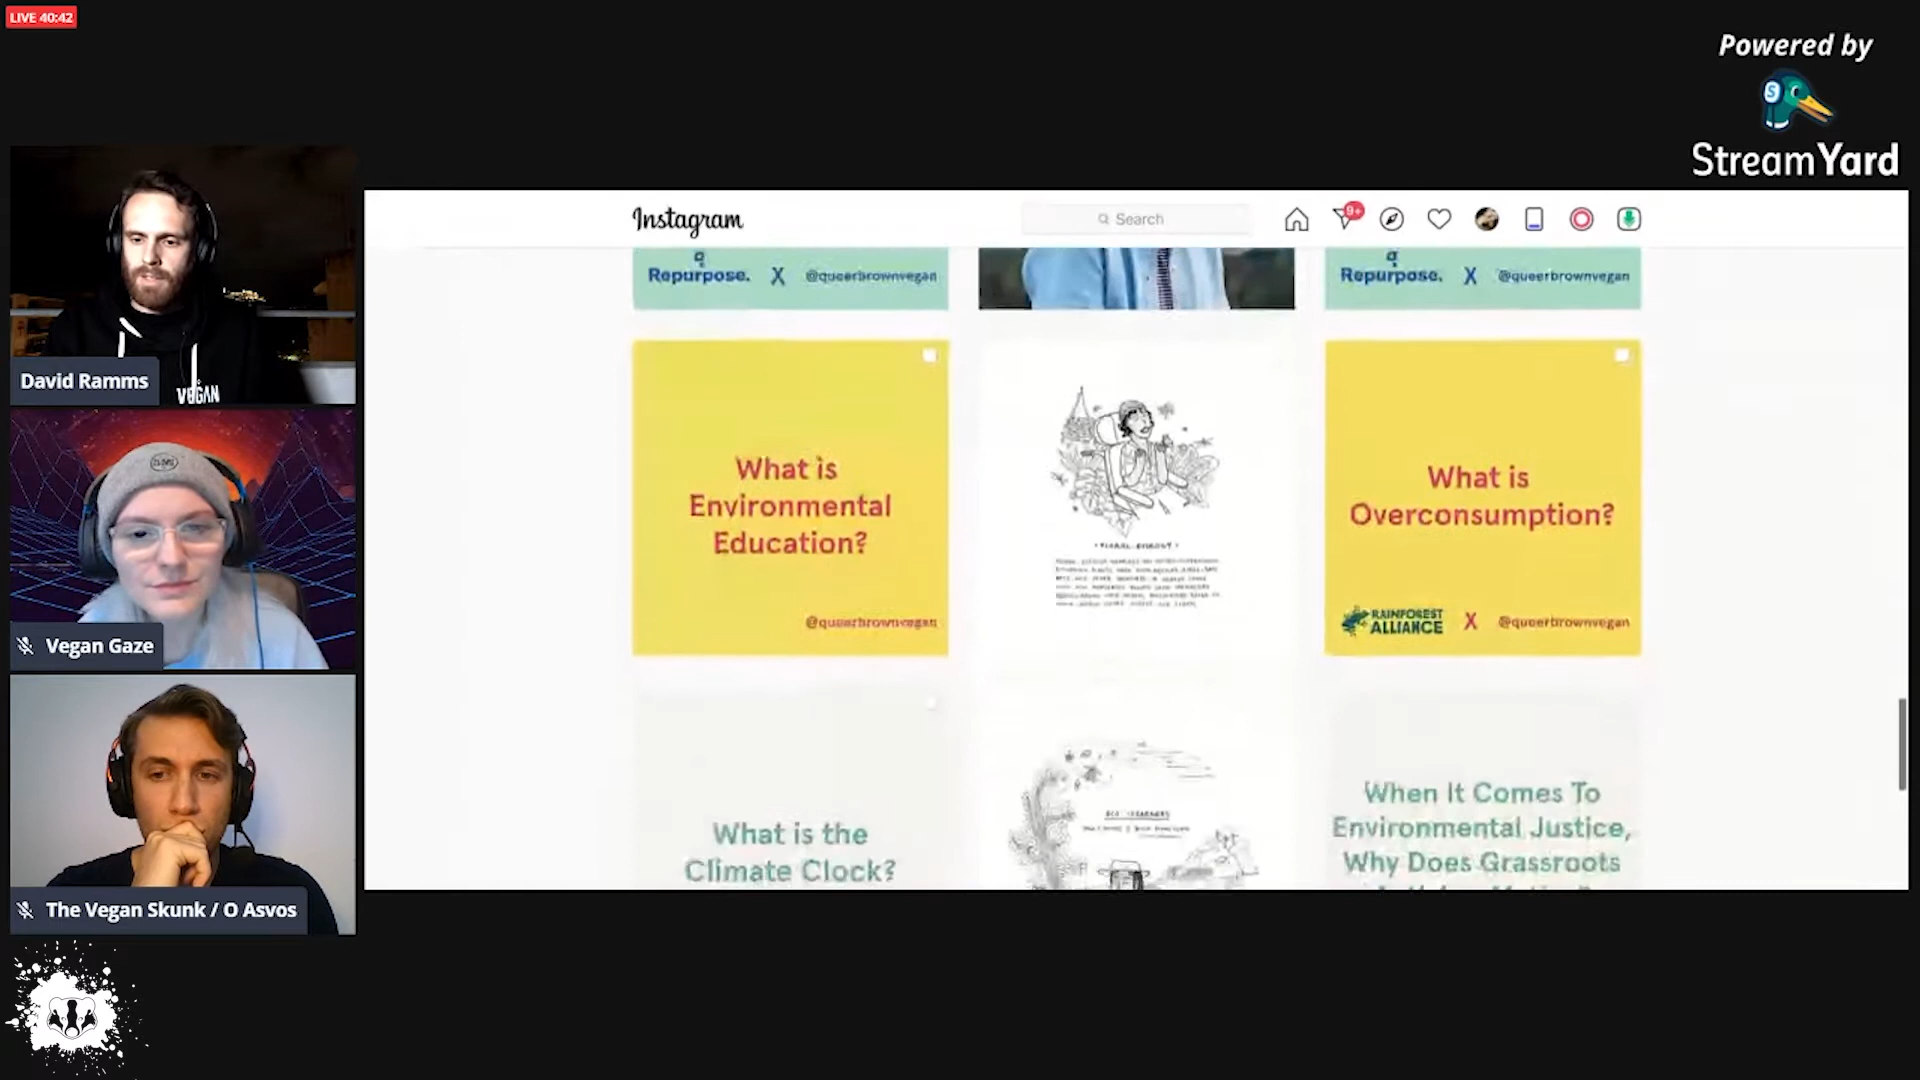 LIVE 40:42
Powered by
StreamYard
David Ramms
VEGAN
Vegan Gaze
The Vegan Skunk / O Asvos
Instagram
Search
9+
Repurpose. X @queerbrownvegan
Repurpose. X @queerbrownvegan
What is
Environmental
Education?
@queerbrownvegan
What is
Overconsumption?
RAINFOREST
ALLIANCE X @queerbrownvegan
What is the
Climate Clock?
When It Comes To
Environmental Justice,
Why Does Grassroots